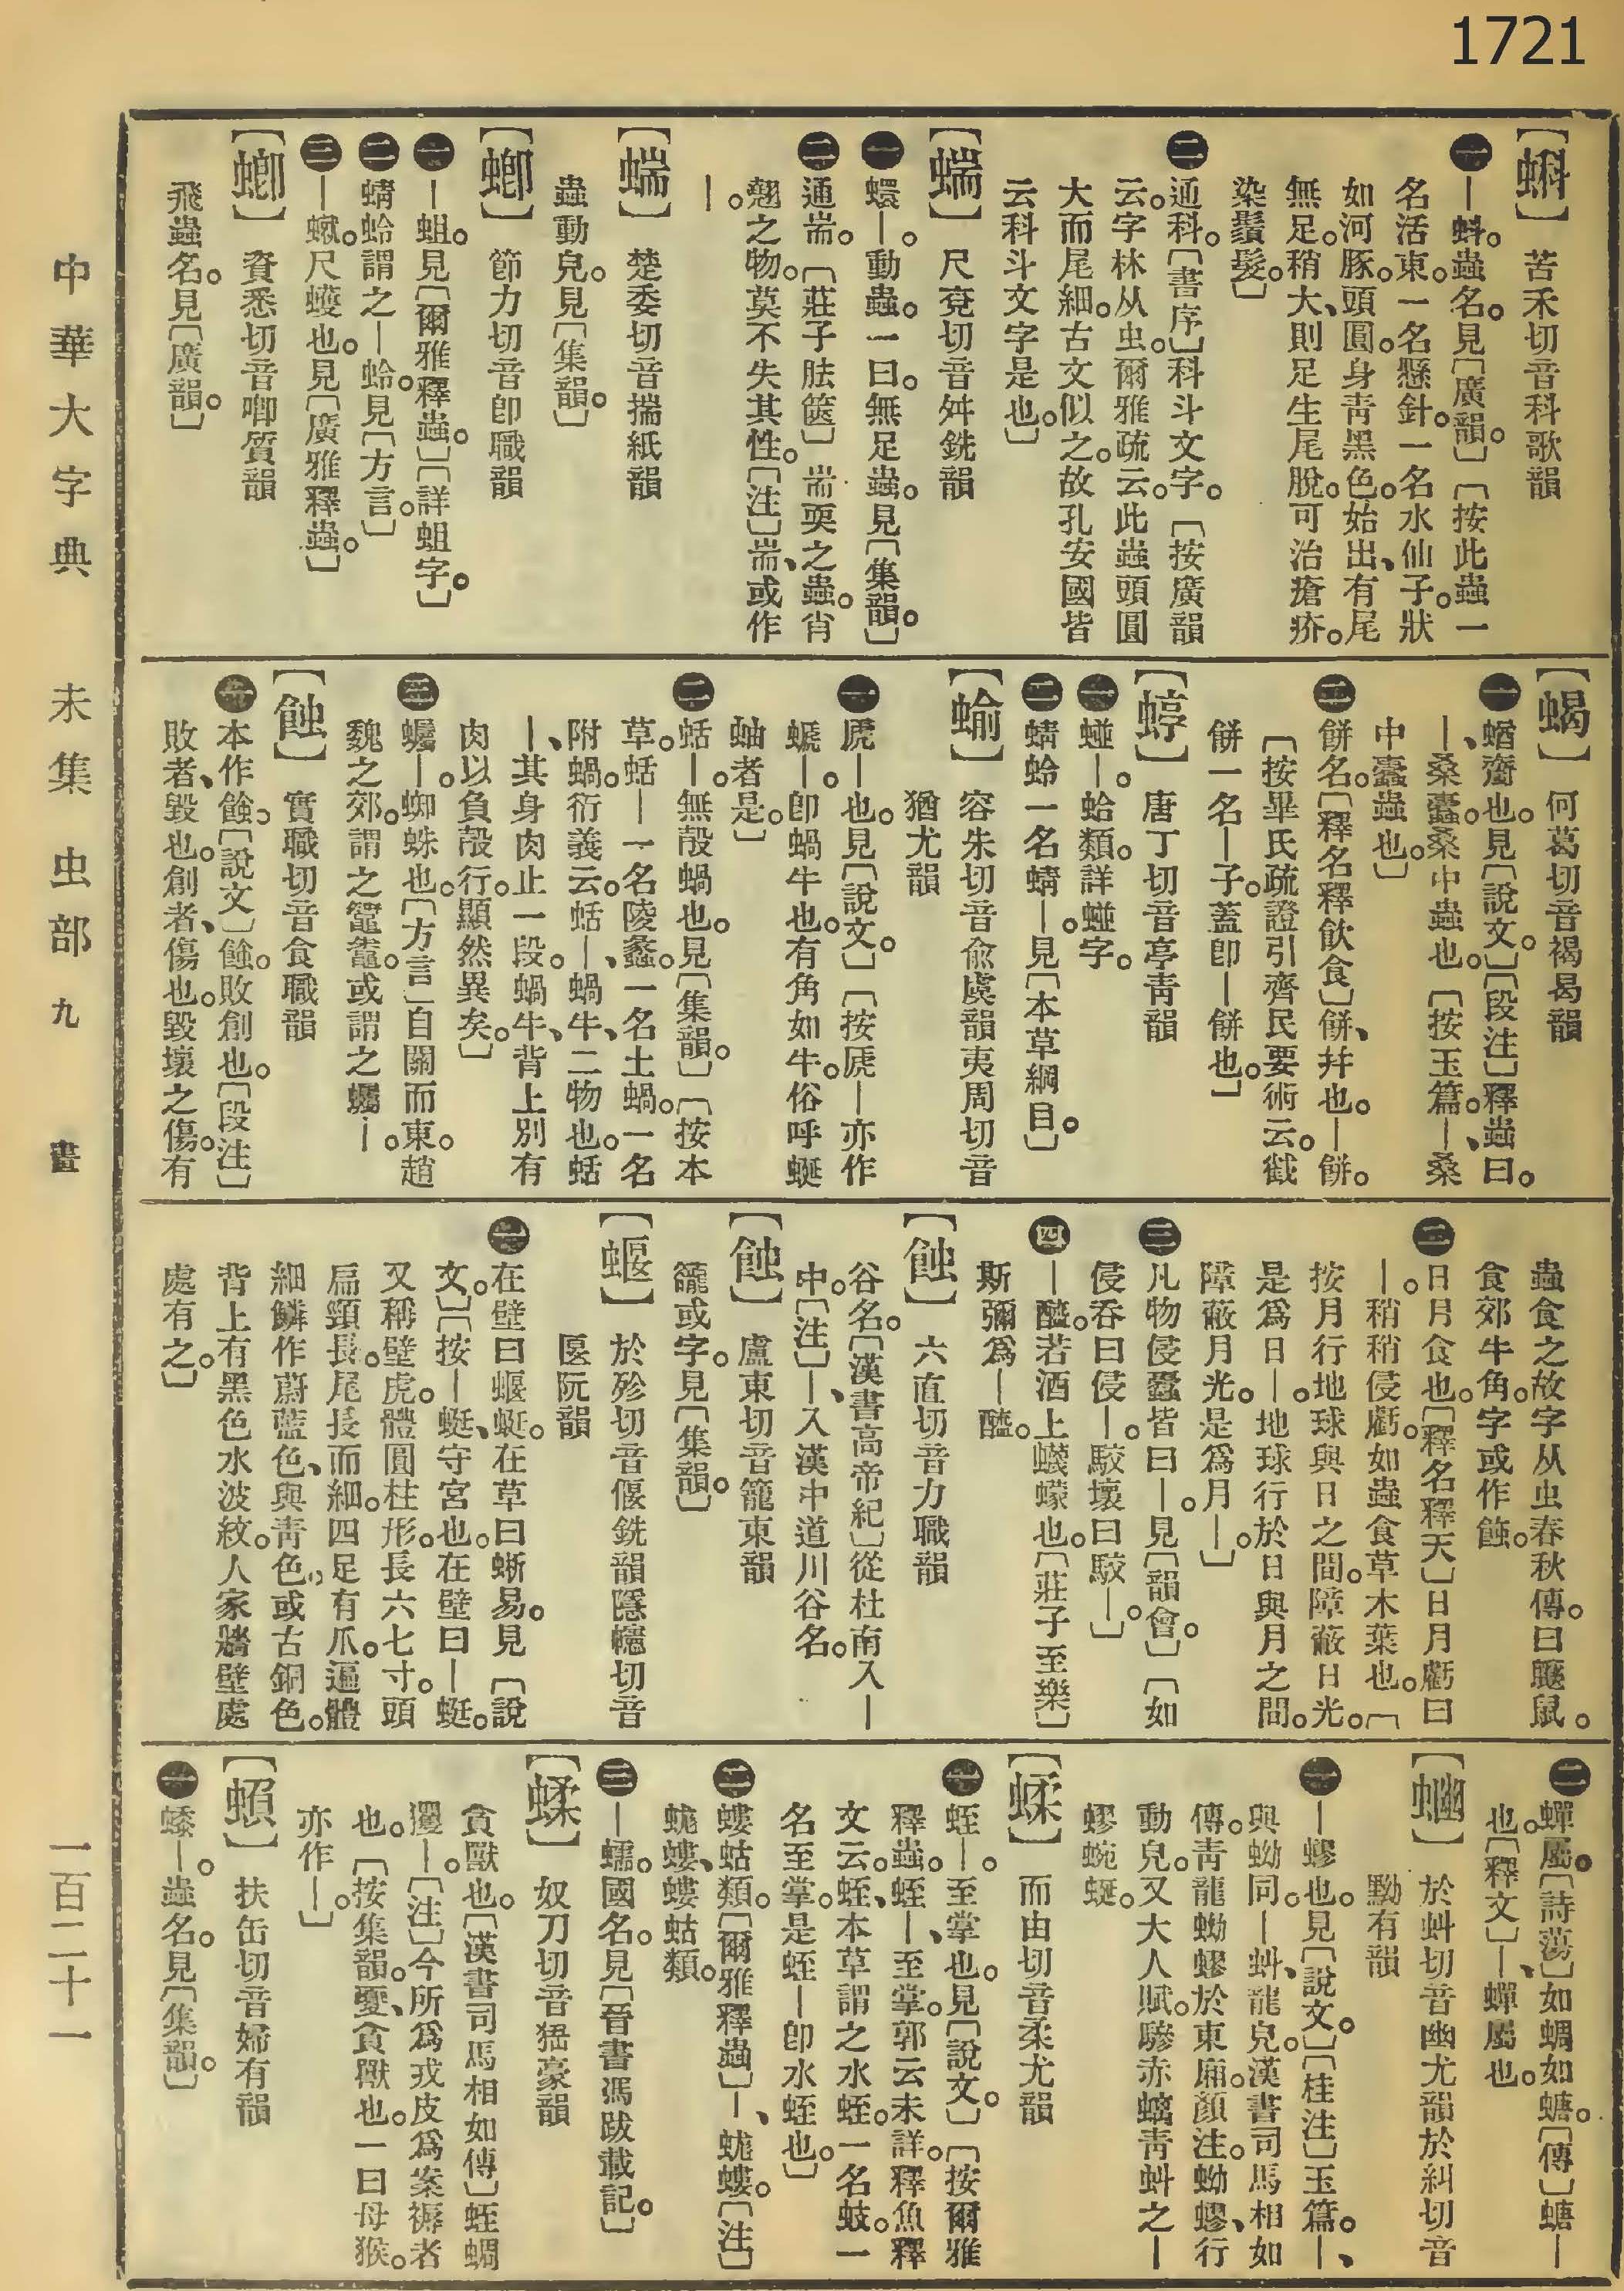 1721
【蝌】苦禾切音科歌韻
㊀―蚪。蟲名。見〔廣韻。〕〔按此蟲一
名活東。一名懸針。一名水仙子。狀
如河豚。頭圓。身靑黑色。始出、有尾
無足。稍大、則足生尾脫。可治瘡疥。
染鬚髮。〕
㊁通科。〔書序〕科斗文字。〔按廣韻
云。字林从虫。爾雅疏云。此蟲頭圓
大而尾細。古文似之。故孔安國皆
云科斗文字是也。〕
【蝡】尺兗切音舛銑韻
㊀蠉―。動蟲。一曰。無足蟲。見〔集韻。〕
㊁通耑。〔莊子胠篋〕耑耎之蟲。肖
翹之物。莫不失其性。〔注〕耑、或作
―。
【蝡】楚委切音揣紙韻
蟲動皃。見〔集韻。〕
【蝍】節力切音卽職韻
㊀―蛆。見〔爾雅釋蟲。〕〔詳蛆字。〕
㊁蜻蛉謂之―蛉。見〔方言。〕
㊂―䗥。尺蠖也。見〔廣雅釋蟲。〕
【蝍】資悉切音喞質韻
飛蟲名。見〔廣韻。〕
【蝎】何葛切音褐曷韻
㊀蝤齎也。見〔說文。〕〔段注〕釋蟲曰。
―、桑蠹。桑中蟲也。〔按玉篇。―、桑
中蠹蟲也。〕
㊁餅名。〔釋名釋飮食〕餅、幷也。―餅。
〔按畢氏疏證引齊民要術云。截
餅一名―子。蓋卽―餅也。〕
【蝏】唐丁切音亭靑韻
㊀䗒―。蛤類。詳䗒字。
㊁蜻蛉一名蜻―。見〔本草綱目。〕
【蝓】容朱切音兪虞韻夷周切音
猶尤韻
㊀虒―也。見〔說文。〕〔按虒―亦作
螔―。卽蝸牛也。有角如牛。俗呼蜒
蚰者是。〕
㊁蛞―。無殼蝸也。見〔集韻。〕〔按本
草。蛞―一名陵蠡。一名土蝸。一名
附蝸。衍義云。蛞―、蝸牛、二物也。蛞
―、其身肉止一段。蝸牛、背上別有
肉以負殼行。顯然異矣。〕
㊂蠾―。蜘蛛也。〔方言〕自關而東。趙
魏之郊。謂之鼅鼄。或謂之蠾―。
【蝕】實職切音食職韻
㊀本作䗖。〔說文〕䗖。敗創也。〔段注〕
敗者、毀也。創者、傷也。毀壞之傷。有
蟲食之。故字从虫。春秋傳。曰鼷鼠。
食郊牛角。字或作蝕。
㊁日月食也。〔釋名釋天〕日月虧曰
―。稍稍侵虧。如蟲食草木葉也。〔
按月行地球與日之間。障蔽日光。
是爲日―。地球行於日與月之間。
障蔽月光。是爲月―。〕
㊂凡物侵蠹皆曰―。見〔韻會。〕〔如
侵呑曰侵―。駮壞曰駮―。〕
㊃―醯。若酒上蠛蠓也。〔莊子至樂〕
斯彌爲―醯。
【蝕】六直切音力職韻
谷名。〔漢書高帝紀〕從杜南入―
中。〔注〕―、入漢中道川谷名。
【蝕】盧東切音籠東韻
籠或字。見〔集韻。〕
【蝘】於殄切音偃銑韻隱幰切音
匽阮韻
㊀在壁曰蝘蜓。在草曰蜥易。見〔說
文。〕〔按―蜓、守宮也。在壁曰―蜓。
又稱壁虎。體圓柱形。長六七寸。頭
扁頸長。尾長而細。四足有爪。遍體
細鱗作蔚藍色、與靑色、或古銅色。
背上有黑色水波紋。人家牆壁處
處有之。〕
㊁蟬屬。〔詩蕩〕如蜩如螗。〔傳〕螗―
也。〔釋文〕―、蟬屬也。
【䗋】於虯切音幽尤韻於糾切音
黝有韻
㊀―蟉也。見〔說文。〕〔桂注〕玉篇。―、
與蚴同。―虯、龍皃。漢書司馬相如
傳。靑龍蚴蟉於東廂。顏注。蚴蟉、行
動皃。又大人賦。驂赤螭靑虯之―
蟉蜿蜒。
【蝚】而由切音柔尤韻
㊀蛭―。至掌也。見〔說文。〕〔按爾雅
釋蟲。蛭―、至掌。郭云未詳。釋魚釋
文云。蛭、本草謂之水蛭。一名蚑。一
名至掌。是蛭―卽水蛭也。〕
㊁螻蛄類。〔爾雅釋蟲〕―、蛖螻。〔注〕
蛖螻、螻蛄類。
㊂―蠕。國名。見〔晉書馮跋載記。〕
【蝚】奴刀切音猱豪韻
貪獸也。〔漢書司馬相如傳〕蛭蜩
玃―。〔注〕今所爲戎皮爲案褥者
也。〔按集韻。夒、貪獸也。一曰母猴。
亦作―。〕
【蝜】扶缶切音婦有韻
㊀蟋―。蟲名。見〔集韻。〕
中華大字典 未集 虫部 九畫 一百二十一